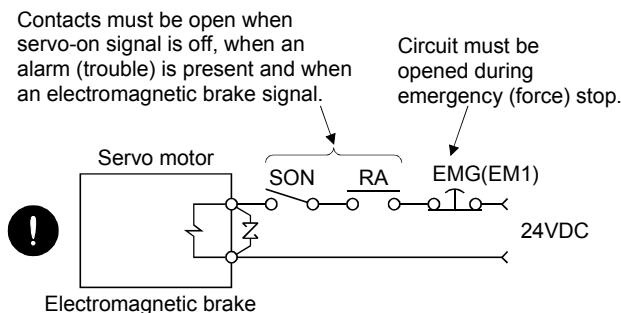 Contacts must be open when
servo-on signal is off, when an
alarm (trouble) is present and when
an electromagnetic brake signal.
Circuit must be
opened during
emergency (force) stop.
Servo motor
SON
RA
EMG(EM1)
24VDC
Electromagnetic brake